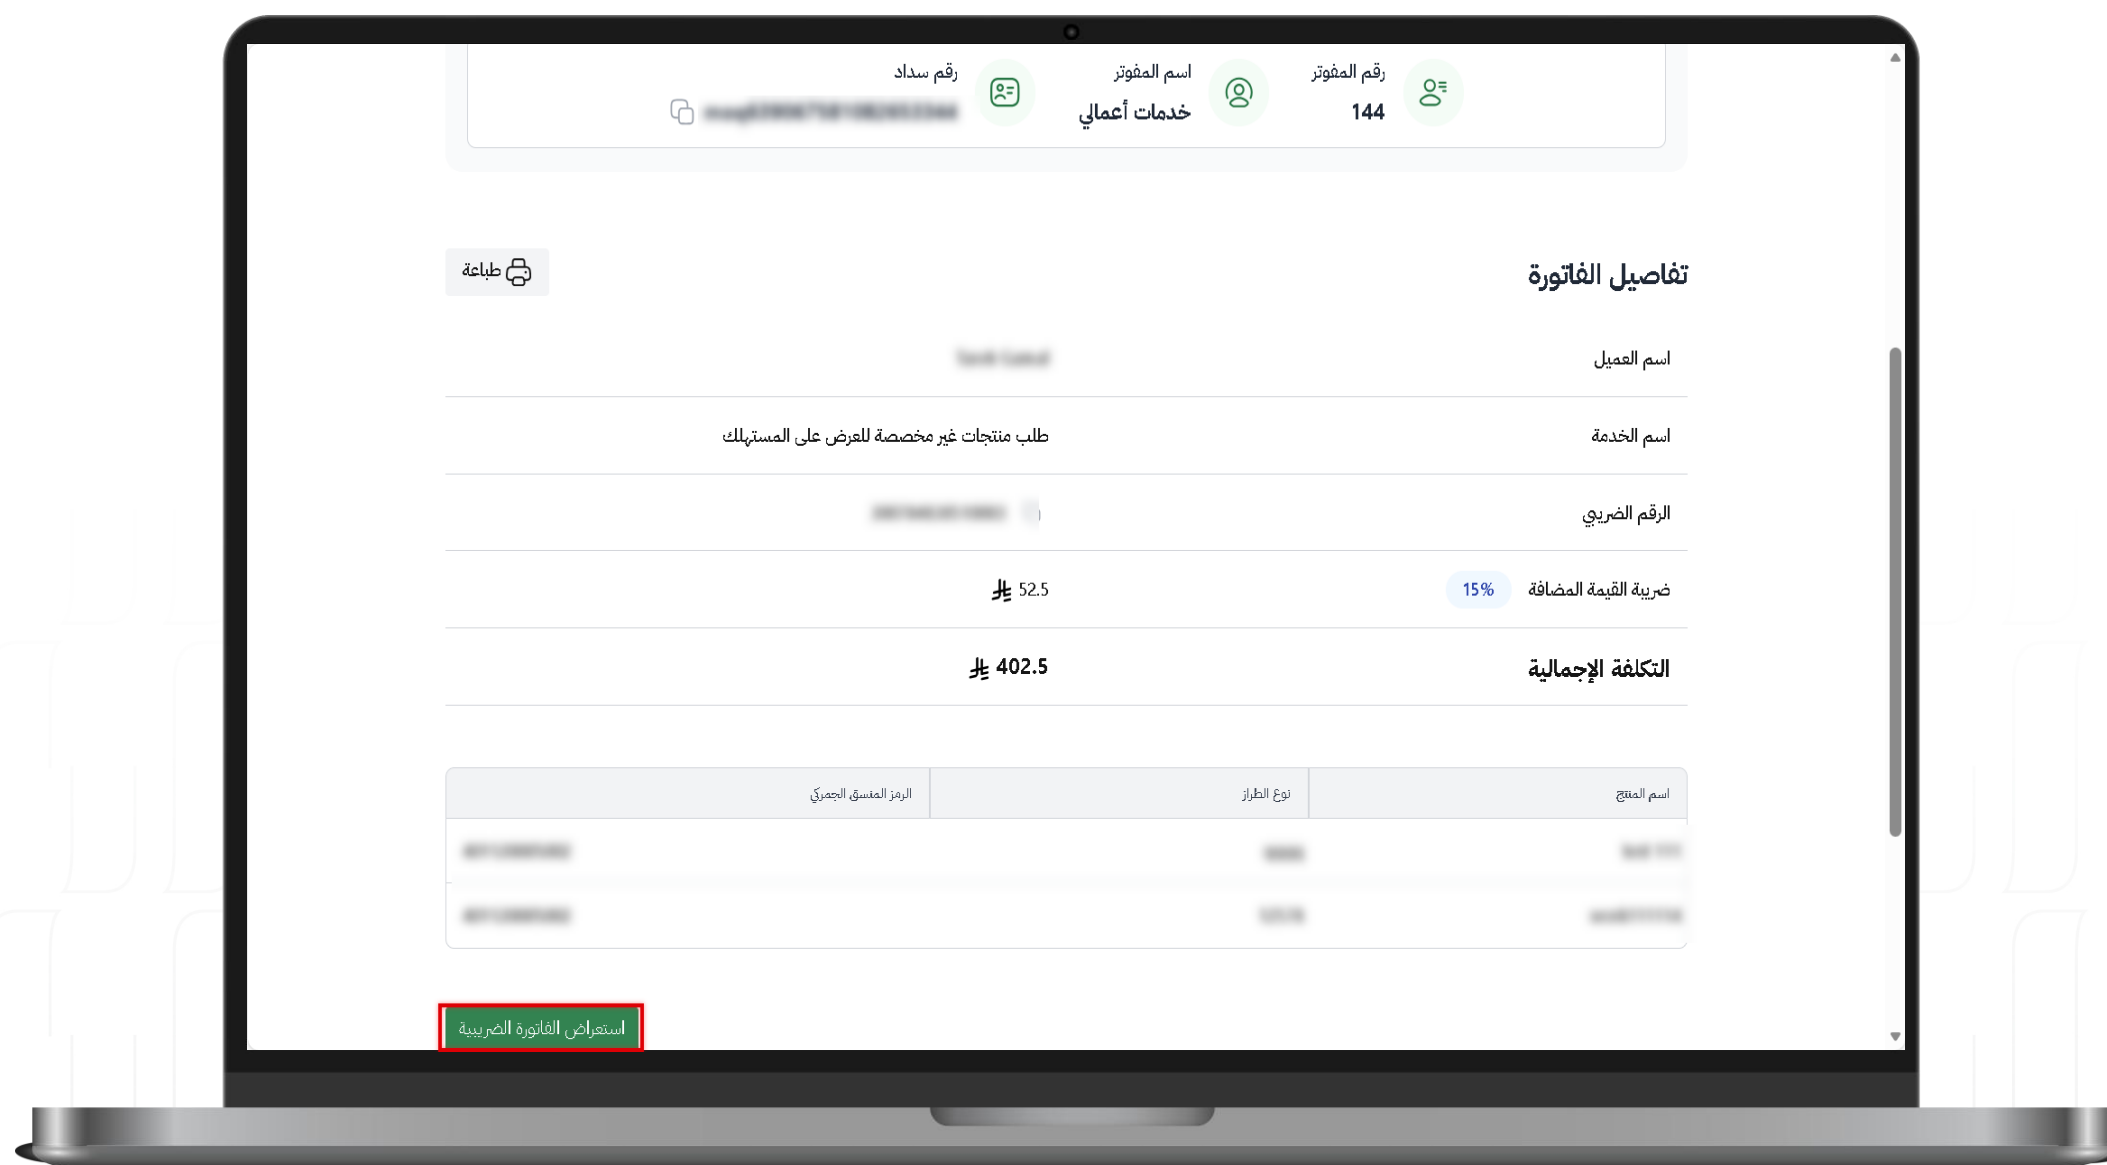 رقم المفوتر
144
اسم المفوتر
خدمات أعمالي
رقم سداد
تفاصيل الفاتورة
طباعة
اسم العميل
اسم الخدمة
طلب منتجات غير مخصصة للعرض على المستهلك
الرقم الضريبي
ضريبة القيمة المضافة 15%
52.5
التكلفة الإجمالية
402.5
اسم المنتج
نوع الطراز
الرمز المنسق الجمركي
استعراض الفاتورة الضريبية